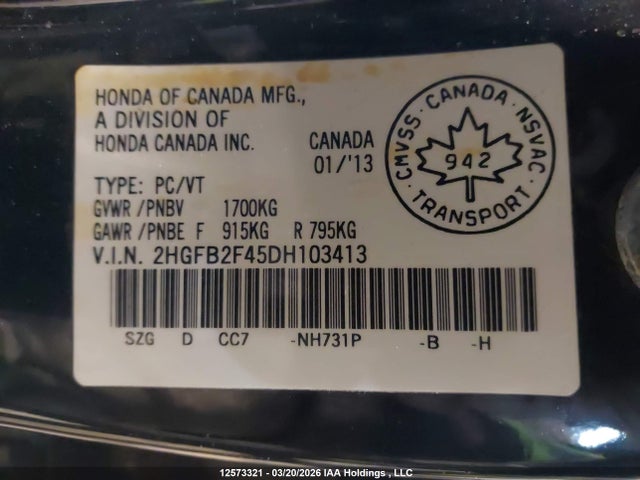 HONDA OF CANADA MFG.,
A DIVISION OF
HONDA CANADA INC. CANADA
01/'13
TYPE: PC/VT
GVWR /PNBV 1700KG
GAWR /PNBE F 915KG R 795KG
V.I.N. 2HGFB2F45DH103413
SZG D CC7 -NH731P -B -H
CMVSS · CANADA · NSVAC
942
· TRANSPORT ·
12573321 - 03/20/2026 IAA Holdings , LLC